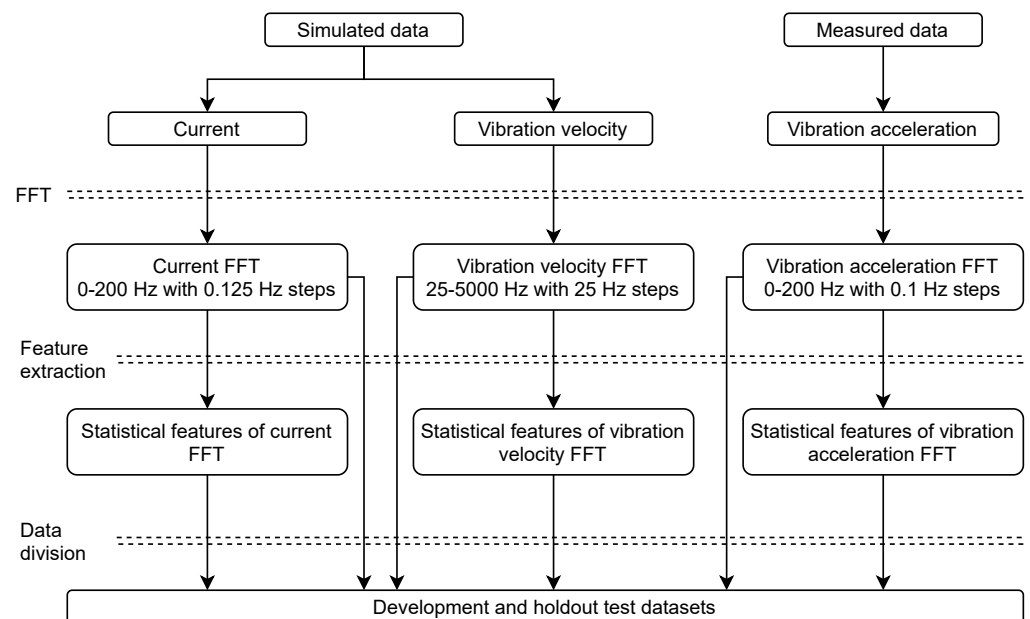 Simulated data
Measured data
Current
Vibration velocity
Vibration acceleration
FFT
Current FFT
0-200 Hz with 0.125 Hz steps
Vibration velocity FFT
25-5000 Hz with 25 Hz steps
Vibration acceleration FFT
0-200 Hz with 0.1 Hz steps
Feature
extraction
Statistical features of current
FFT
Statistical features of vibration
velocity FFT
Statistical features of vibration
acceleration FFT
Data
division
Development and holdout test datasets